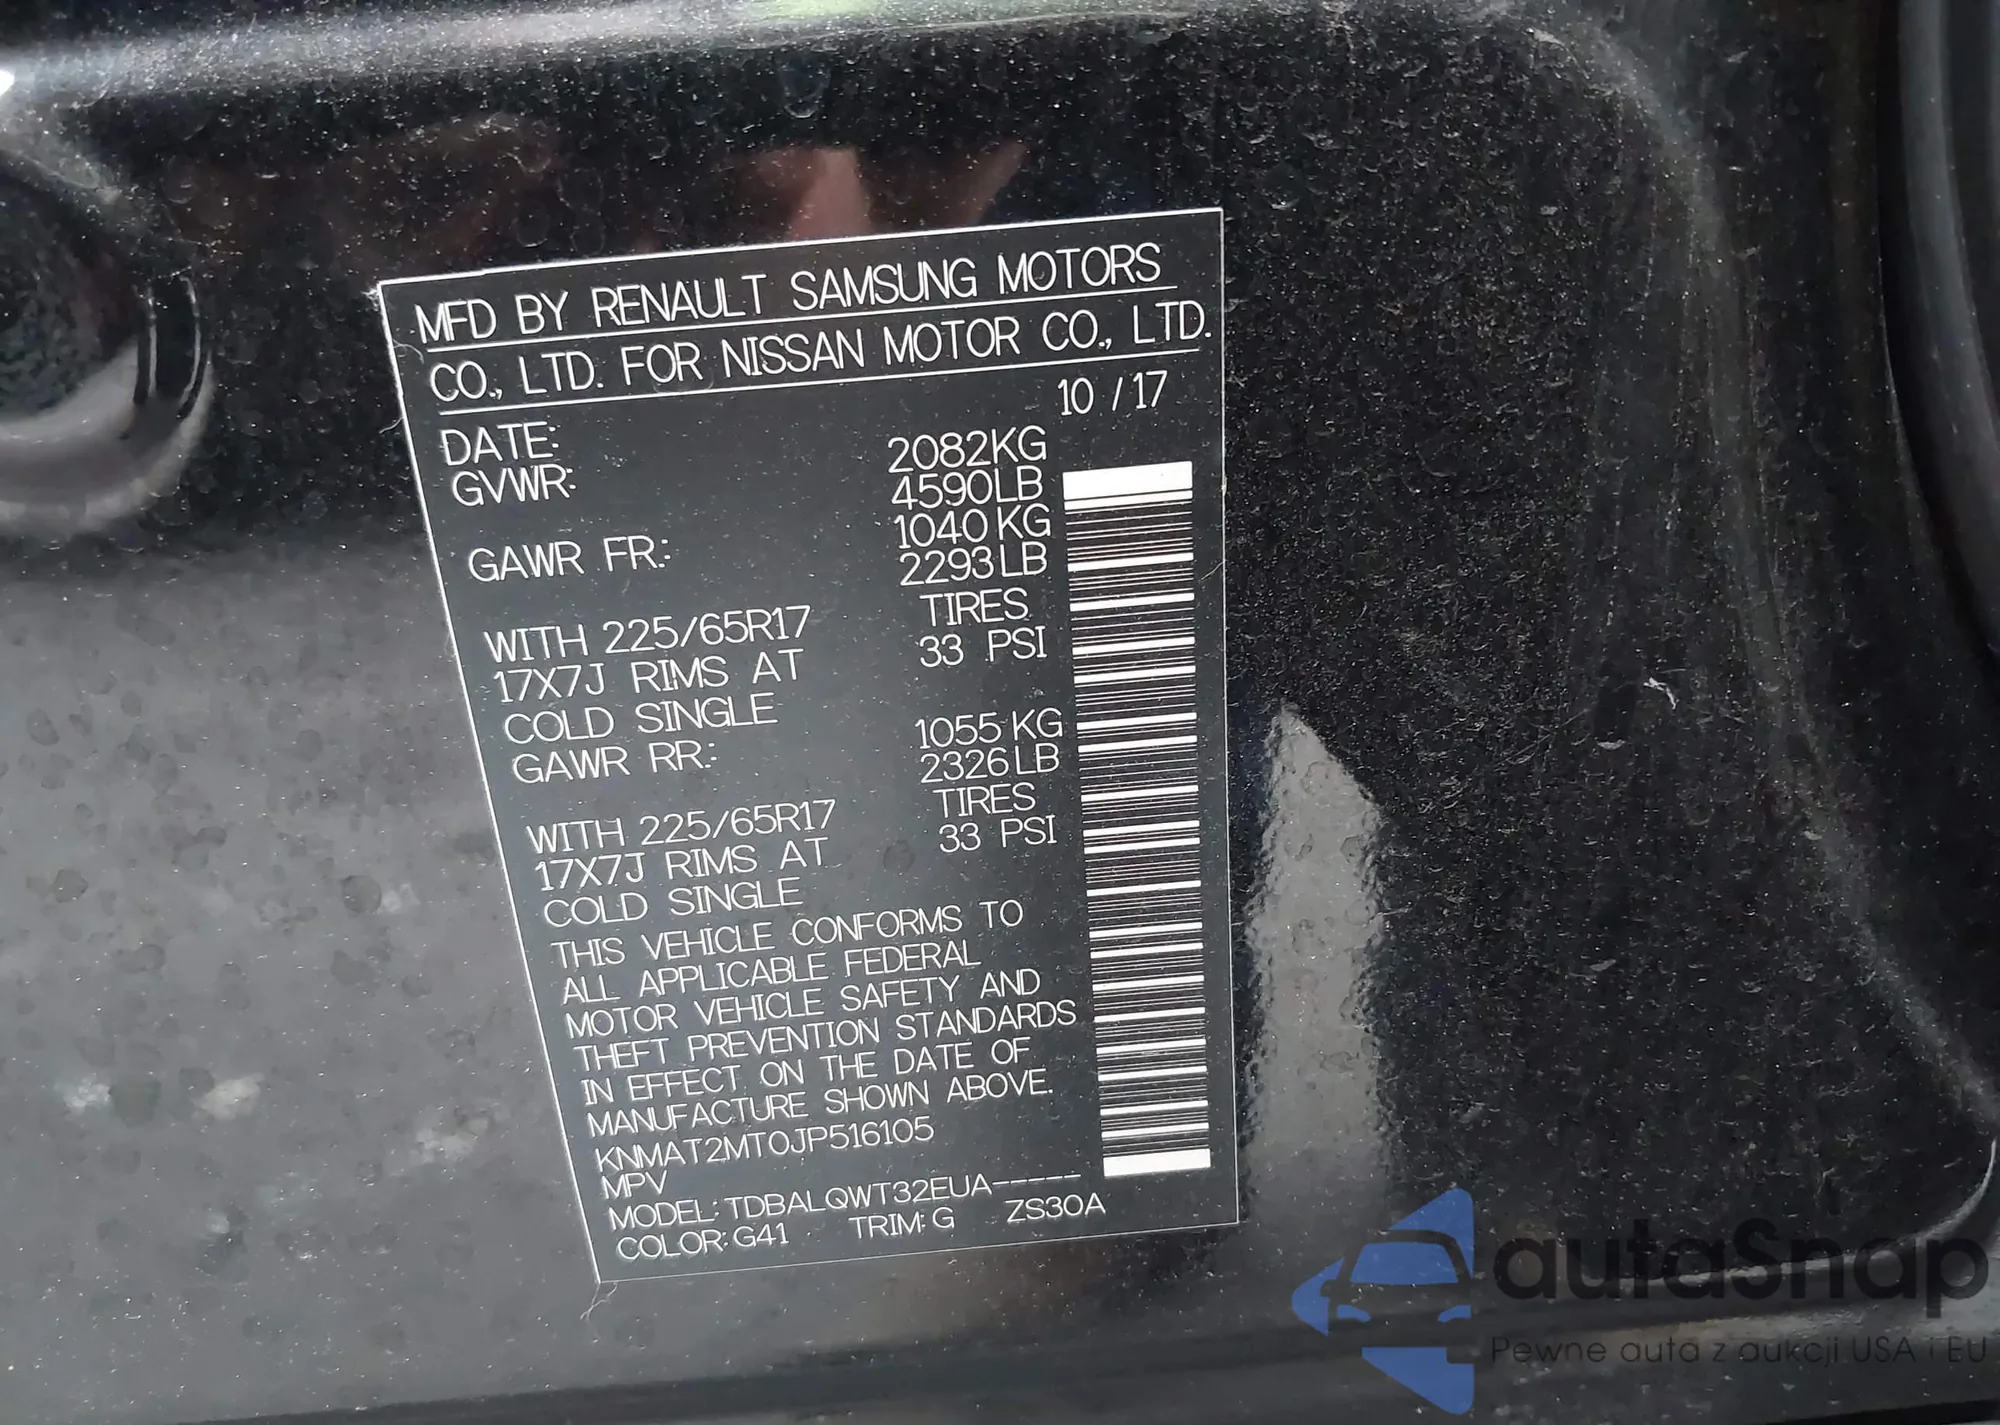 MFD BY RENAULT SAMSUNG MOTORS
CO., LTD. FOR NISSAN MOTOR CO., LTD.
DATE: 10 / 17
GVWR: 2082KG
4590LB
GAWR FR.: 1040 KG
2293 LB
WITH 225/65R17 TIRES
17X7J RIMS AT 33 PSI
COLD SINGLE
GAWR RR.: 1055 KG
2326 LB
WITH 225/65R17 TIRES
17X7J RIMS AT 33 PSI
COLD SINGLE
THIS VEHICLE CONFORMS TO
ALL APPLICABLE FEDERAL
MOTOR VEHICLE SAFETY AND
THEFT PREVENTION STANDARDS
IN EFFECT ON THE DATE OF
MANUFACTURE SHOWN ABOVE.
KNMAT2MT0JP516105
MPV
MODEL: TDBALQWT32EUA-----
COLOR: G41 TRIM: G ZS30A
autaSnap
Pewne auta z aukcji USA i EU